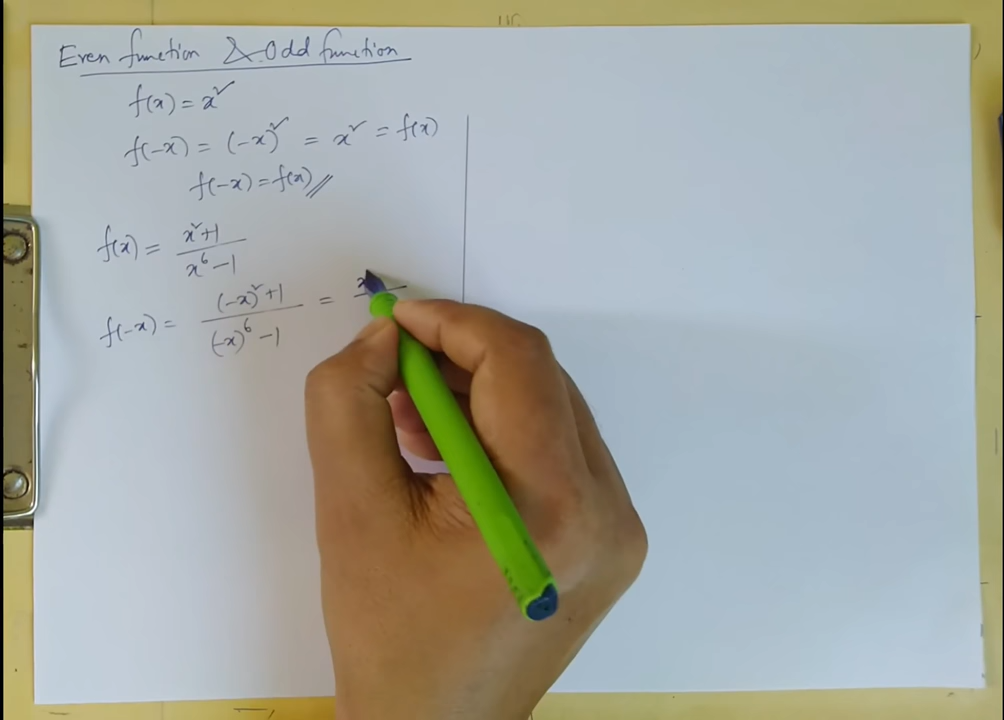 Even function & Odd function
f(x) = x²
f(-x) = (-x)² = x² = f(x)
f(-x) = f(x) //
f(x) = x²+1 / x⁶-1
f(-x) = (-x)²+1 / (-x)⁶-1 = x